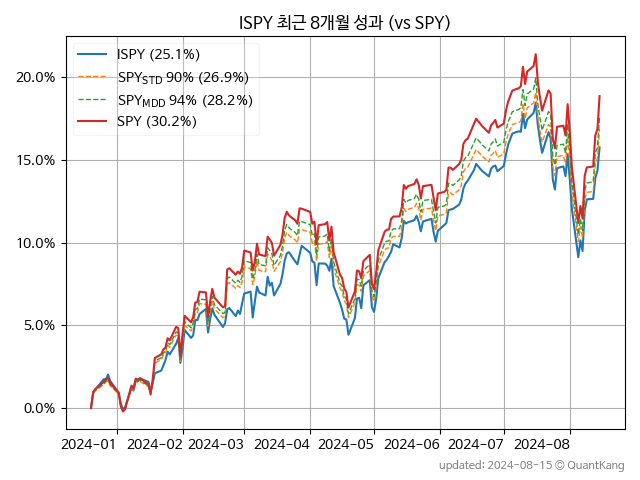 ISPY 최근 8개월 성과 (vs SPY)
ISPY (25.1%)
SPY_STD 90% (26.9%)
SPY_MDD 94% (28.2%)
SPY (30.2%)
20.0%
15.0%
10.0%
5.0%
0.0%
2024−01 2024−02 2024−03 2024−04 2024−05 2024−06 2024−07 2024−08
updated: 2024-08-15 © QuantKang